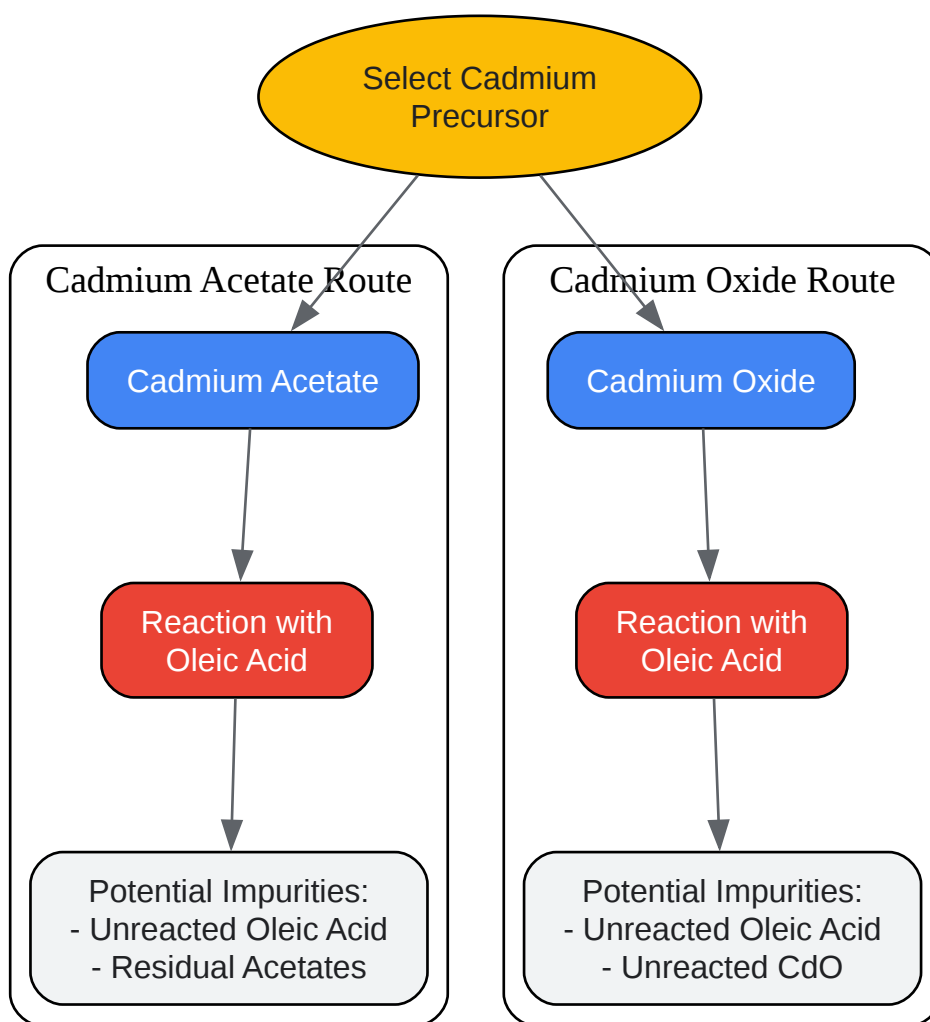 Select Cadmium
Precursor
Cadmium Acetate Route
Cadmium Acetate
Reaction with
Oleic Acid
Potential Impurities:
- Unreacted Oleic Acid
- Residual Acetates
Cadmium Oxide Route
Cadmium Oxide
Reaction with
Oleic Acid
Potential Impurities:
- Unreacted Oleic Acid
- Unreacted CdO